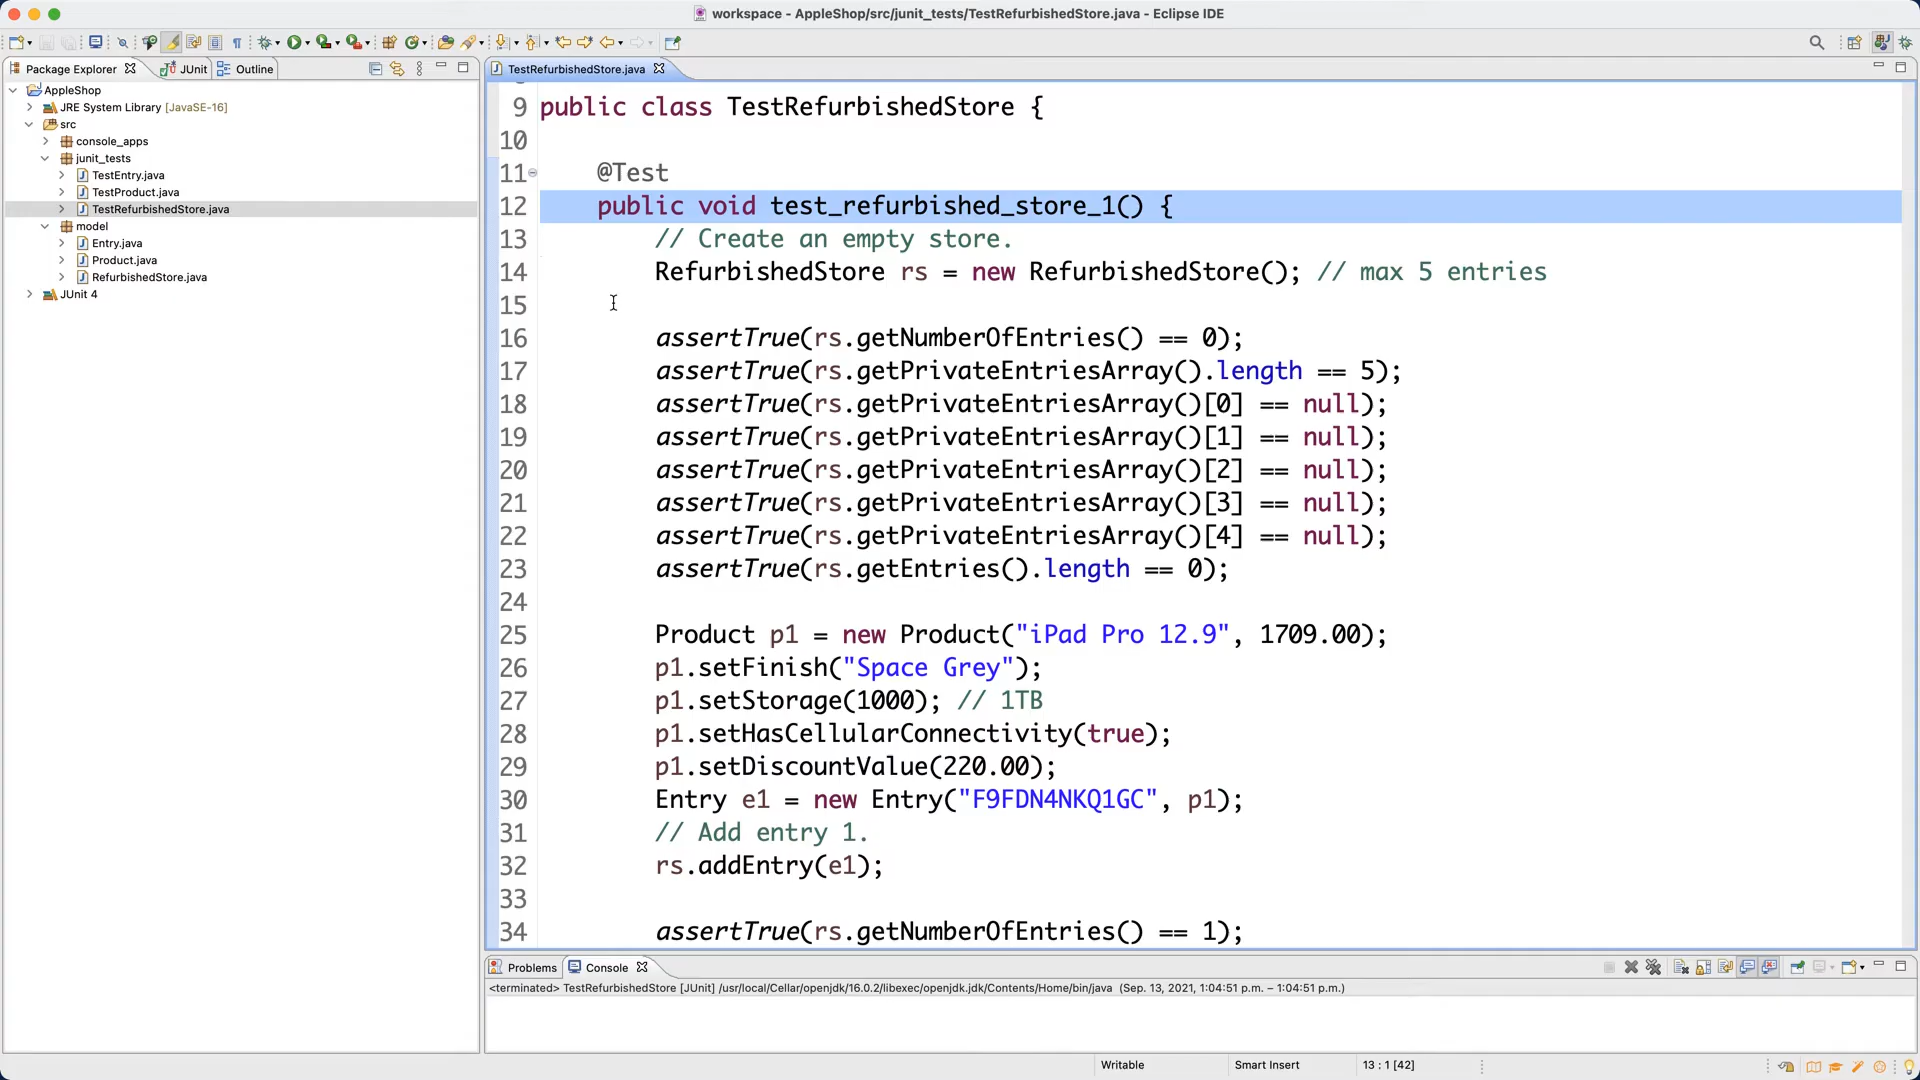 workspace - AppleShop/src/junit_tests/TestRefurbishedStore.java - Eclipse IDE
Package Explorer
JUnit
Outline
AppleShop
JRE System Library [JavaSE-16]
src
console_apps
junit_tests
TestEntry.java
TestProduct.java
TestRefurbishedStore.java
model
Entry.java
Product.java
RefurbishedStore.java
JUnit 4
TestRefurbishedStore.java
9 public class TestRefurbishedStore {
10
11 @Test
12 public void test_refurbished_store_1() {
13 // Create an empty store.
14 RefurbishedStore rs = new RefurbishedStore(); // max 5 entries
15
16 assertTrue(rs.getNumberOfEntries() == 0);
17 assertTrue(rs.getPrivateEntriesArray().length == 5);
18 assertTrue(rs.getPrivateEntriesArray()[0] == null);
19 assertTrue(rs.getPrivateEntriesArray()[1] == null);
20 assertTrue(rs.getPrivateEntriesArray()[2] == null);
21 assertTrue(rs.getPrivateEntriesArray()[3] == null);
22 assertTrue(rs.getPrivateEntriesArray()[4] == null);
23 assertTrue(rs.getEntries().length == 0);
24
25 Product p1 = new Product("iPad Pro 12.9", 1709.00);
26 p1.setFinish("Space Grey");
27 p1.setStorage(1000); // 1TB
28 p1.setHasCellularConnectivity(true);
29 p1.setDiscountValue(220.00);
30 Entry e1 = new Entry("F9FDN4NKQ1GC", p1);
31 // Add entry 1.
32 rs.addEntry(e1);
33
34 assertTrue(rs.getNumberOfEntries() == 1);
Problems
Console
<terminated> TestRefurbishedStore [JUnit] /usr/local/Cellar/openjdk/16.0.2/libexec/openjdk.jdk/Contents/Home/bin/java (Sep. 13, 2021, 1:04:51 p.m. – 1:04:51 p.m.)
Writable
Smart Insert
13 : 1 [42]